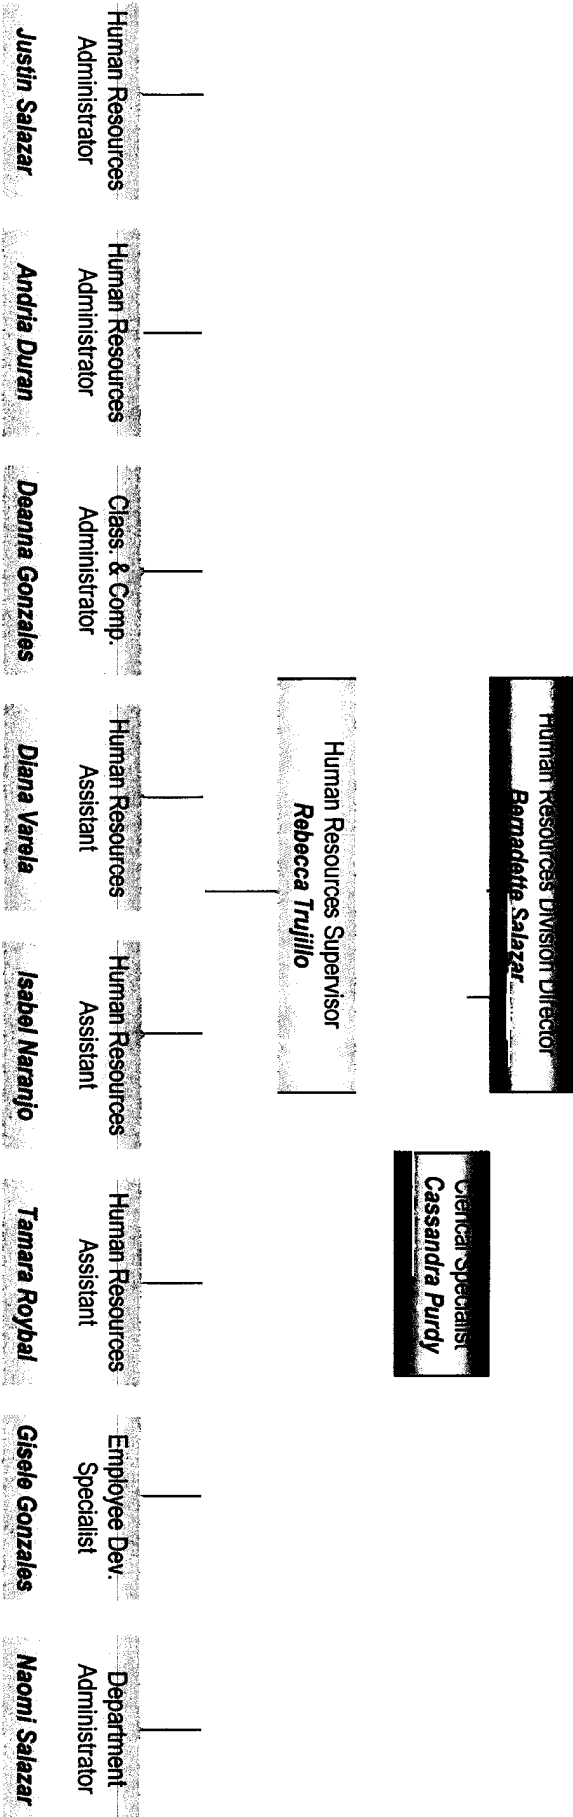 Human Resources Division Director
Bernadette Salazar
Clerical Specialist
Cassandra Purdy
Human Resources Supervisor
Rebecca Trujillo
Human Resources
Administrator
Justin Salazar
Human Resources
Administrator
Andria Duran
Class. & Comp.
Administrator
Deanna Gonzales
Human Resources
Assistant
Diana Varela
Human Resources
Assistant
Isabel Naranjo
Human Resources
Assistant
Tamara Roybal
Employee Dev.
Specialist
Gisele Gonzales
Department
Administrator
Naomi Salazar